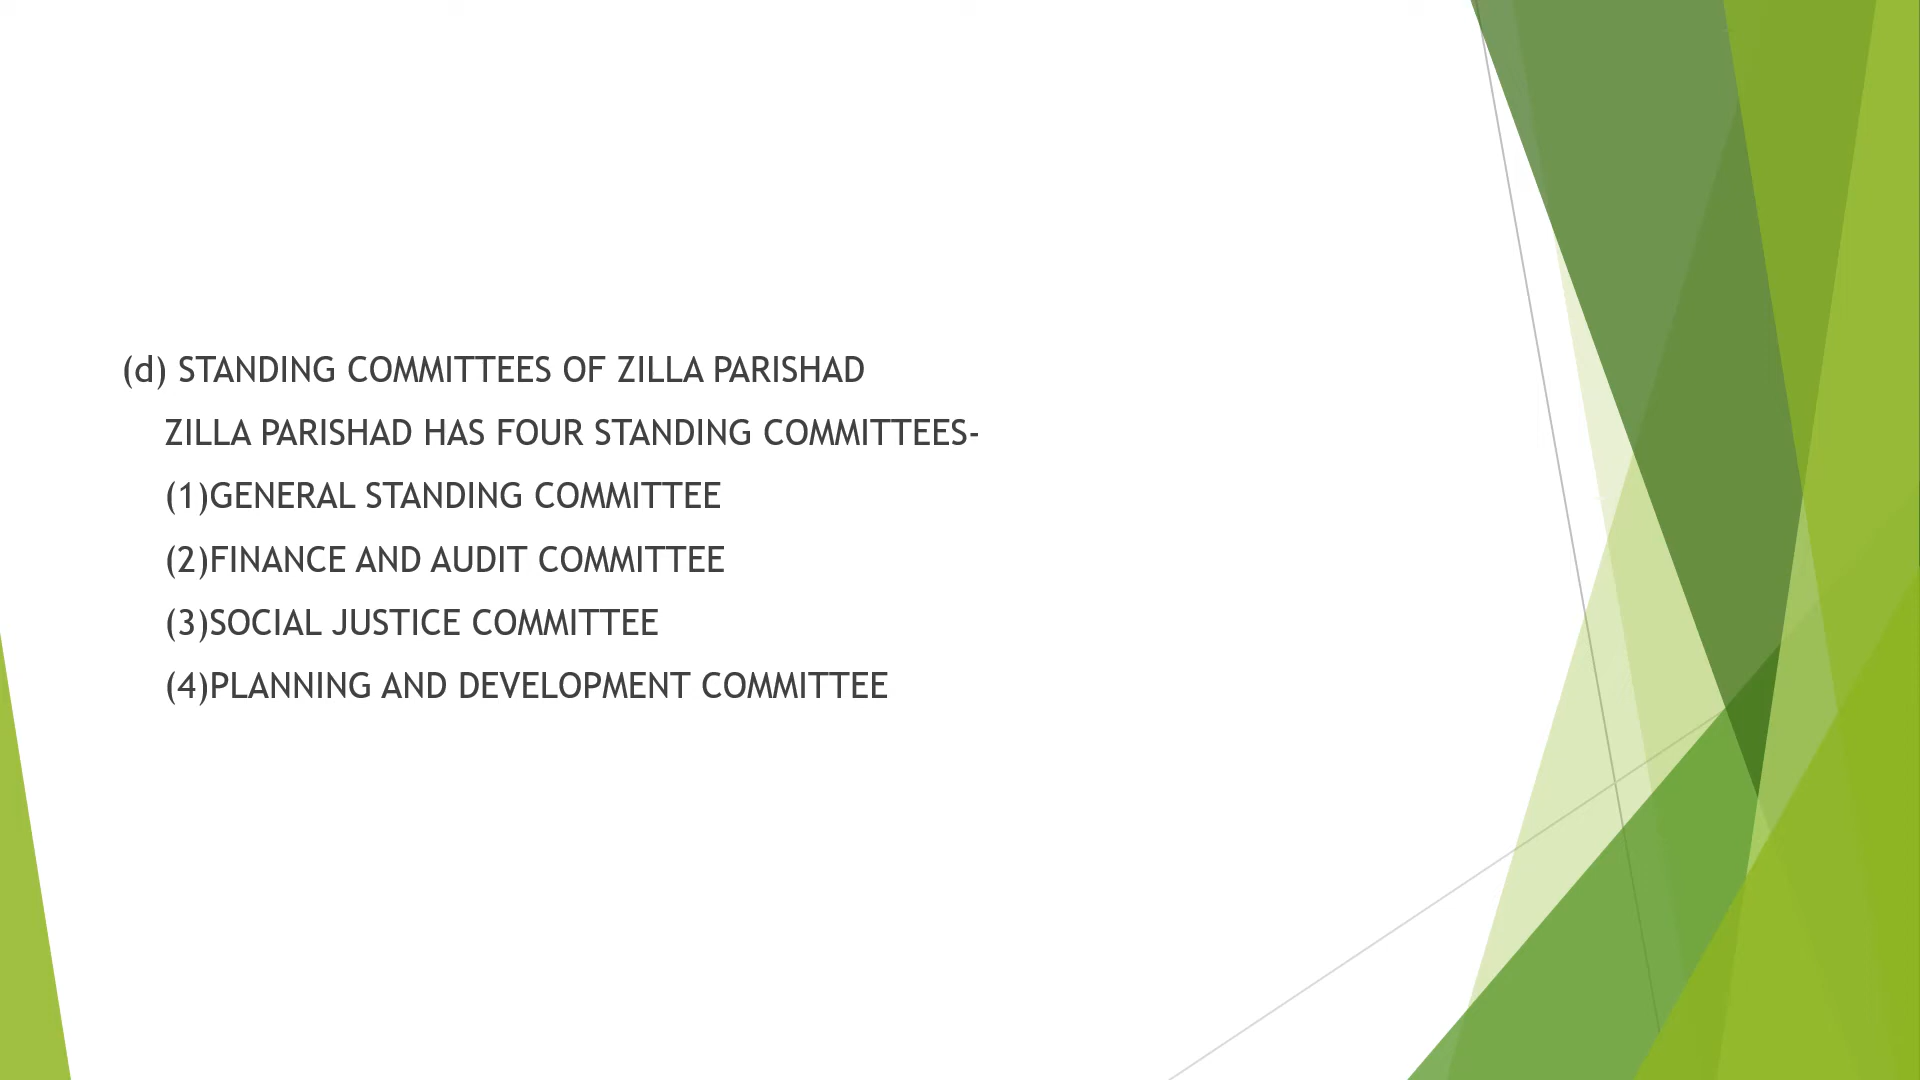 (d) STANDING COMMITTEES OF ZILLA PARISHAD
ZILLA PARISHAD HAS FOUR STANDING COMMITTEES-
(1)GENERAL STANDING COMMITTEE
(2)FINANCE AND AUDIT COMMITTEE
(3)SOCIAL JUSTICE COMMITTEE
(4)PLANNING AND DEVELOPMENT COMMITTEE